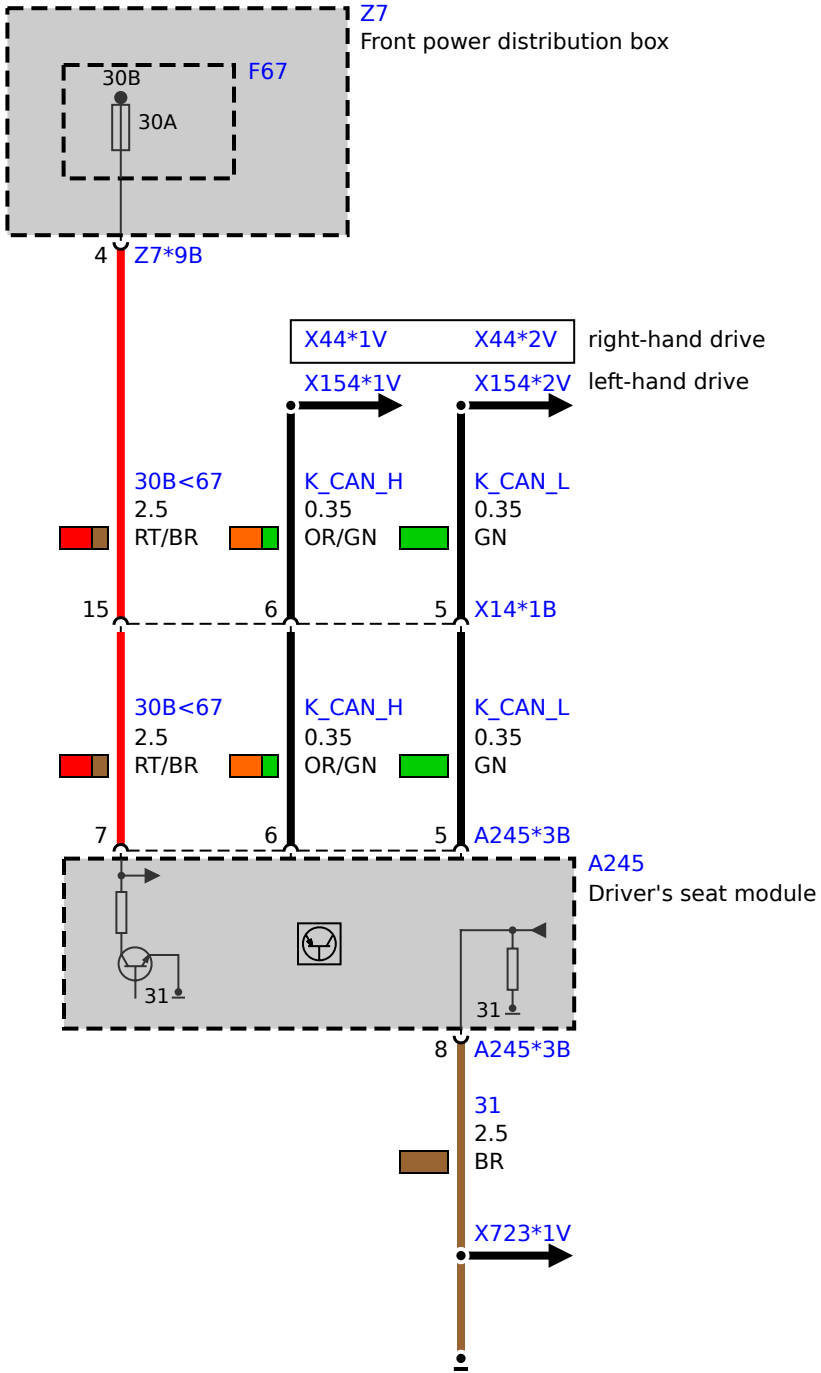 Z7
Front power distribution box
F67
30B
30A
4 Z7*9B
X44*1V X44*2V right-hand drive
X154*1V X154*2V left-hand drive
30B<67 K_CAN_H K_CAN_L
2.5 0.35 0.35
RT/BR OR/GN GN
15 6 5 X14*1B
30B<67 K_CAN_H K_CAN_L
2.5 0.35 0.35
RT/BR OR/GN GN
7 6 5 A245*3B
A245
Driver's seat module
31
31
8 A245*3B
31
2.5
BR
X723*1V